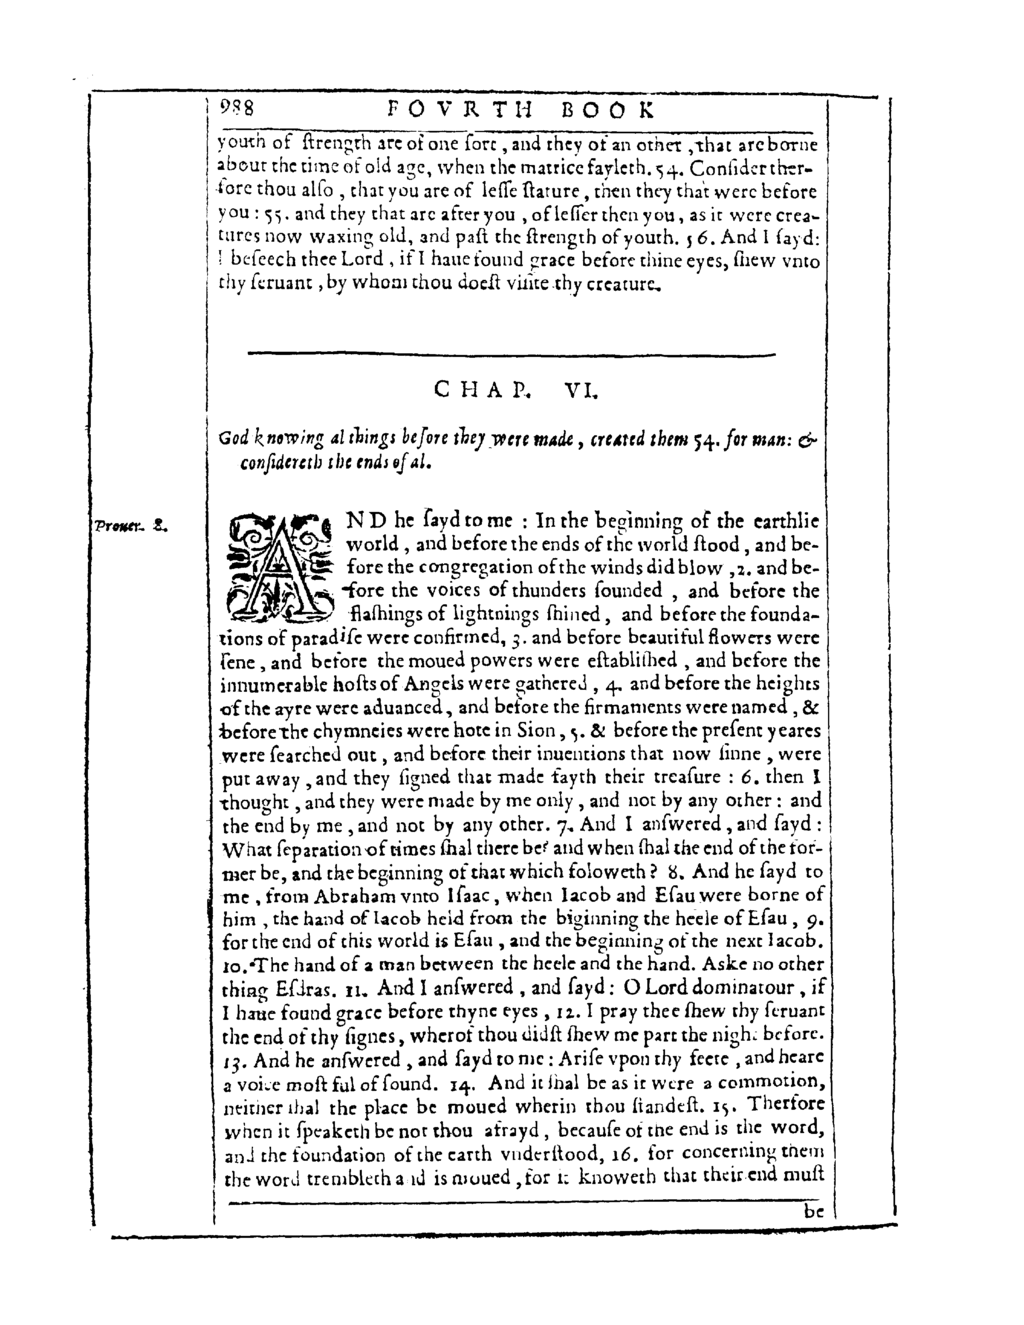 988 FOVRTH BOOK
youth of ſtrength are of one ſort, and they of an other, that are borne
about the time of old age, when the matrice fayleth. 54. Conſider ther-
fore thou alſo, that you are of leſſe ſtature, then they that were before
you: 55. and they that are after you, of leſſer then you, as it were crea-
tures now waxing old, and paſt the ſtrength of youth. 56. And I ſayd:
I beſeech thee Lord, if I haue found grace before thine eyes, ſhew vnto
thy ſeruant, by whom thou doeſt viſite thy creature.
CHAP. VI.
God knowing al things before they were made, created them 54. for man: &
conſidereth the ends of al.
Prouer. 8.
AND he ſayd to me: In the beginning of the earthlie
world, and before the ends of the world ſtood, and be-
fore the congregation of the winds did blow, 2. and be-
fore the voices of thunders ſounded, and before the
flaſhings of lightnings ſhined, and before the founda-
tions of paradiſe were confirmed, 3. and before beautiful flowers were
ſene, and before the moued powers were eſtabliſhed, and before the
innumerable hoſts of Angels were gathered, 4. and before the heights
of the ayre were aduanced, and before the firmaments were named, &
before the chymneies were hote in Sion, 5. & before the preſent yeares
were ſearched out, and before their inuentions that now ſinne, were
put away, and they ſigned that made fayth their treaſure: 6. then I
thought, and they were made by me only, and not by any other: and
the end by me, and not by any other. 7. And I anſwered, and ſayd:
What ſeparation of times ſhal there be? and when ſhal the end of the for-
mer be, and the beginning of that which foloweth? 8. And he ſayd to
me, from Abraham vnto Iſaac, when Iacob and Eſau were borne of
him, the hand of Iacob held from the biginning the heele of Eſau, 9.
for the end of this world is Eſau, and the beginning of the next Iacob.
10. The hand of a man between the heele and the hand. Aske no other
thing Eſdras. 11. And I anſwered, and ſayd: O Lord dominatour, if
I haue found grace before thyne eyes, 12. I pray thee ſhew thy ſeruant
the end of thy ſignes, wherof thou didſt ſhew me part the night before.
13. And he anſwered, and ſayd to me: Ariſe vpon thy feete, and heare
a voice moſt ful of ſound. 14. And it ſhal be as it were a commotion,
neither ſhal the place be moued wherin thou ſtandeſt. 15. Therfore
when it ſpeaketh be not thou afrayd, becauſe of the end is the word,
and the foundation of the earth vnderſtood, 16. for concerning them
the word trembleth and is moued, for it knoweth that their end muſt
be